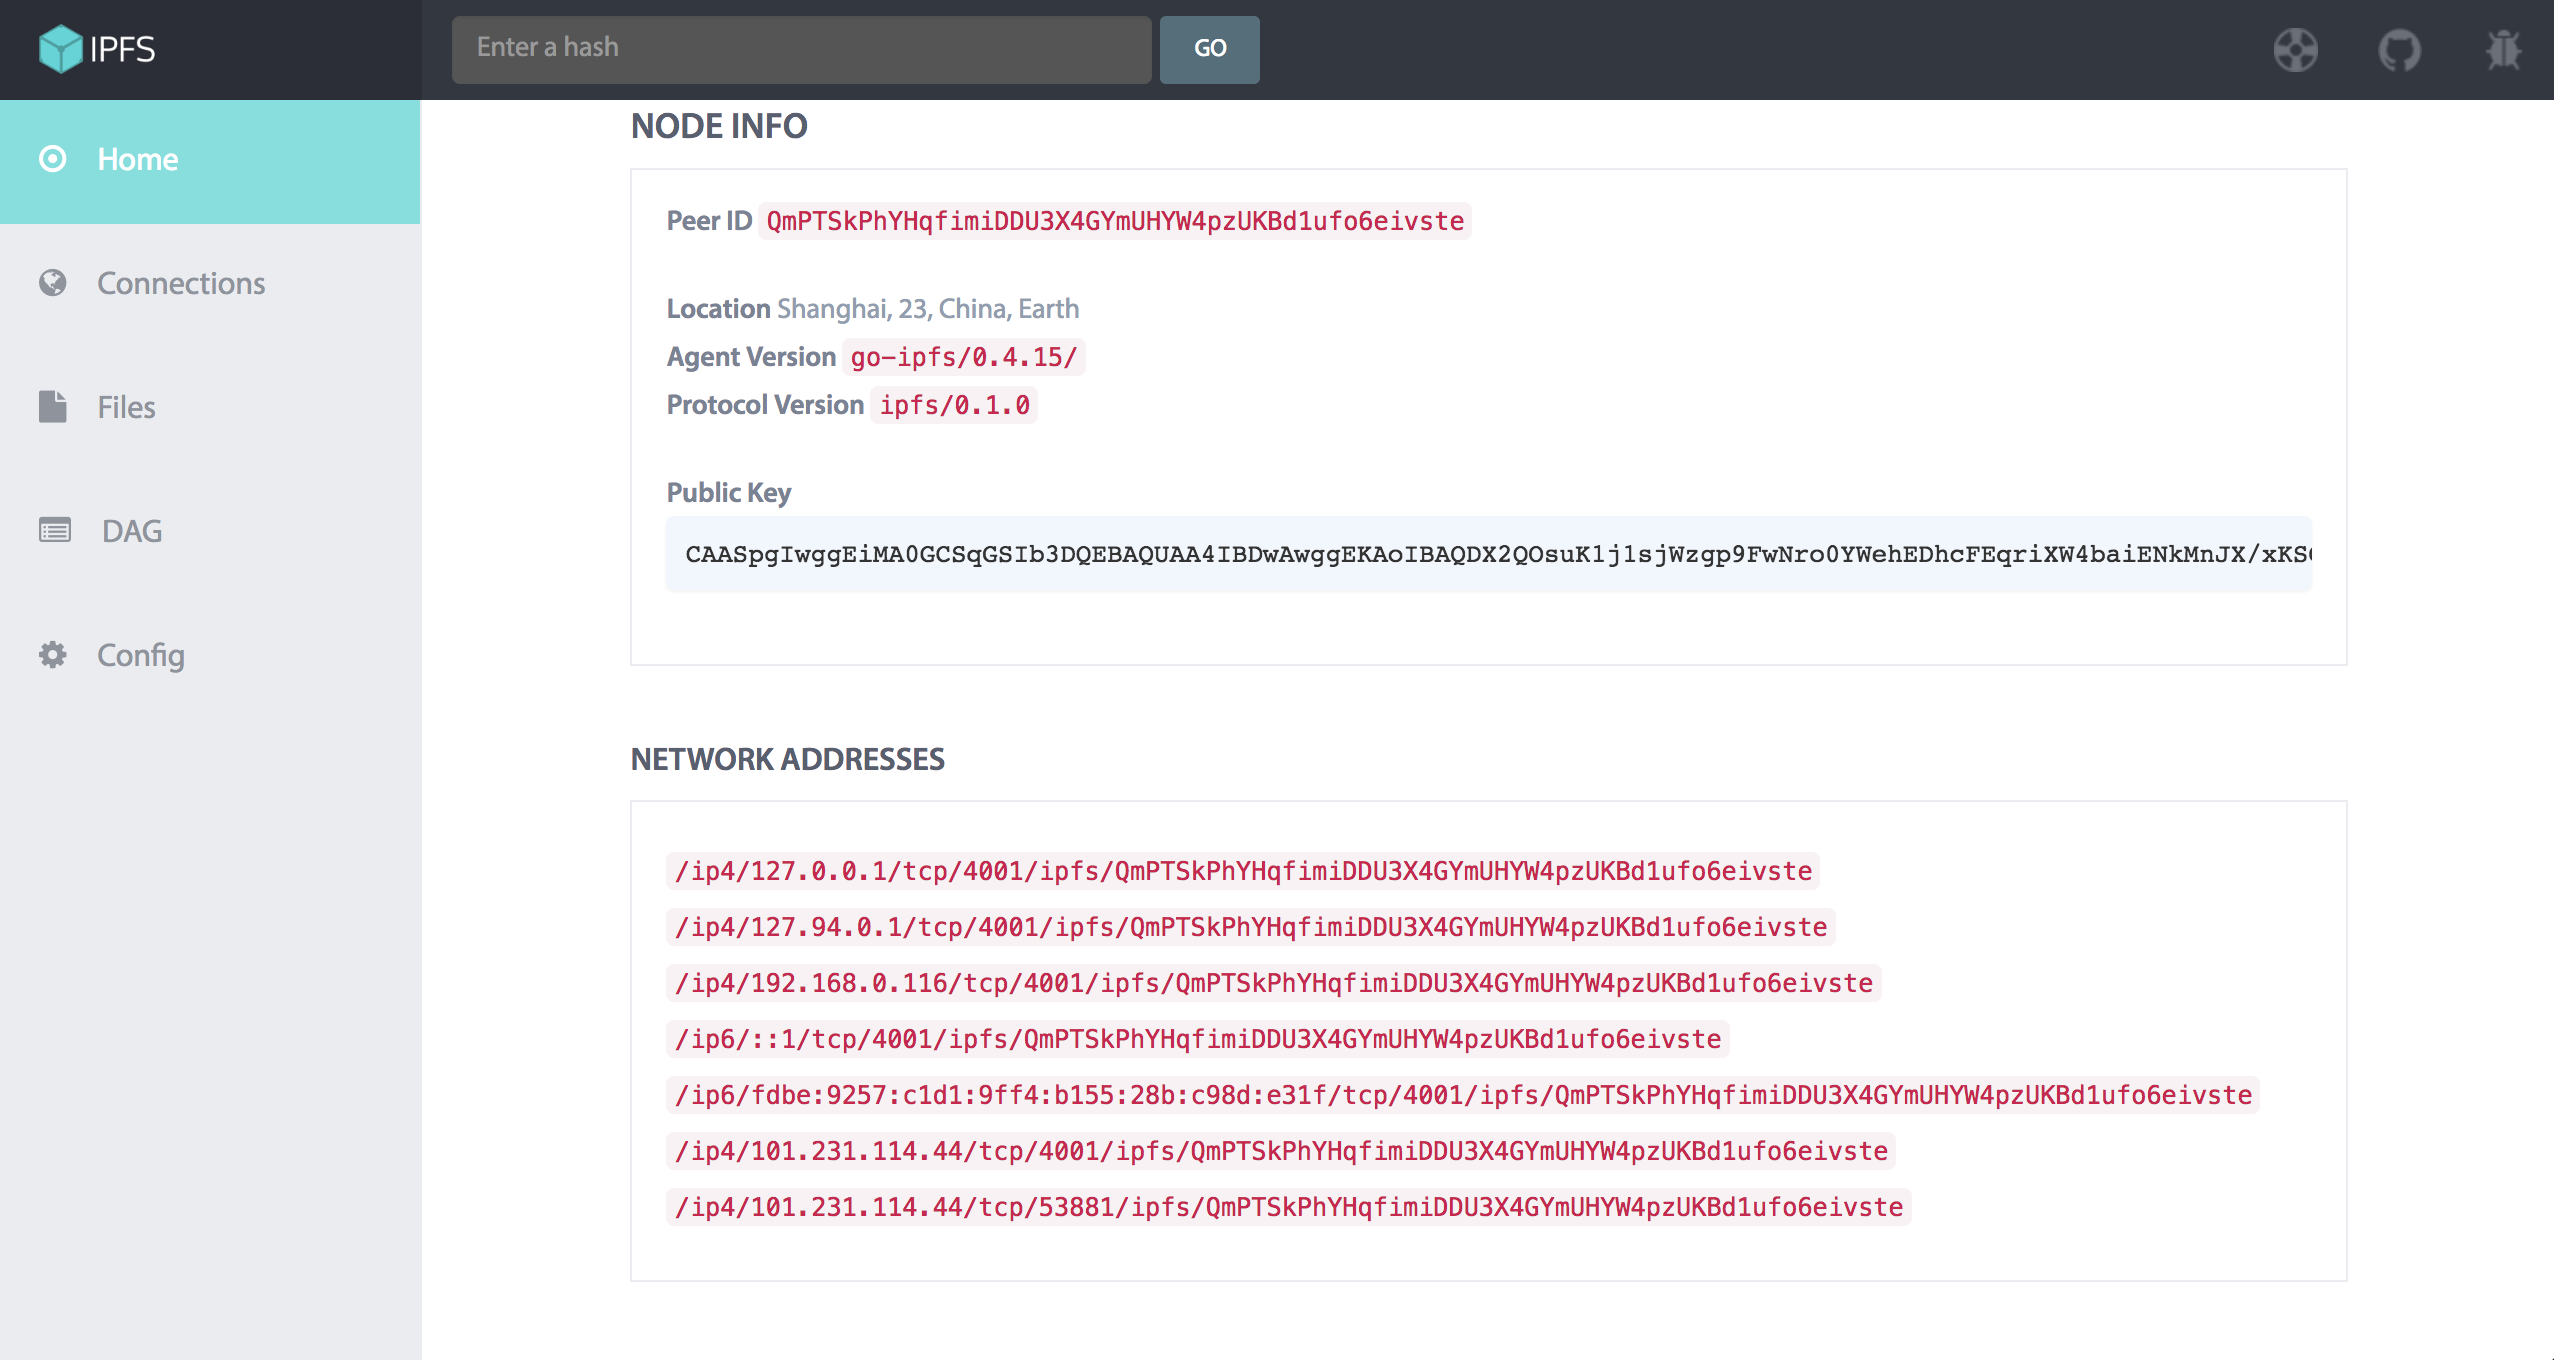 IPFS
Enter a hash
GO
Home
Connections
Files
DAG
Config
NODE INFO
Peer ID QmPTSkPhYHqfimiDDU3X4GYmUHYW4pzUKBd1ufo6eivste
Location Shanghai, 23, China, Earth
Agent Version go-ipfs/0.4.15/
Protocol Version ipfs/0.1.0
Public Key
CAASpgIwggEiMA0GCSqGSIb3DQEBAQUAA4IBDwAwggEKAoIBAQDX2QOsuK1j1sjWzgp9FwNro0YWehEDhcFEqriXW4baiENkMnJX/xKS
NETWORK ADDRESSES
/ip4/127.0.0.1/tcp/4001/ipfs/QmPTSkPhYHqfimiDDU3X4GYmUHYW4pzUKBd1ufo6eivste
/ip4/127.94.0.1/tcp/4001/ipfs/QmPTSkPhYHqfimiDDU3X4GYmUHYW4pzUKBd1ufo6eivste
/ip4/192.168.0.116/tcp/4001/ipfs/QmPTSkPhYHqfimiDDU3X4GYmUHYW4pzUKBd1ufo6eivste
/ip6/::1/tcp/4001/ipfs/QmPTSkPhYHqfimiDDU3X4GYmUHYW4pzUKBd1ufo6eivste
/ip6/fdbe:9257:c1d1:9ff4:b155:28b:c98d:e31f/tcp/4001/ipfs/QmPTSkPhYHqfimiDDU3X4GYmUHYW4pzUKBd1ufo6eivste
/ip4/101.231.114.44/tcp/4001/ipfs/QmPTSkPhYHqfimiDDU3X4GYmUHYW4pzUKBd1ufo6eivste
/ip4/101.231.114.44/tcp/53881/ipfs/QmPTSkPhYHqfimiDDU3X4GYmUHYW4pzUKBd1ufo6eivste